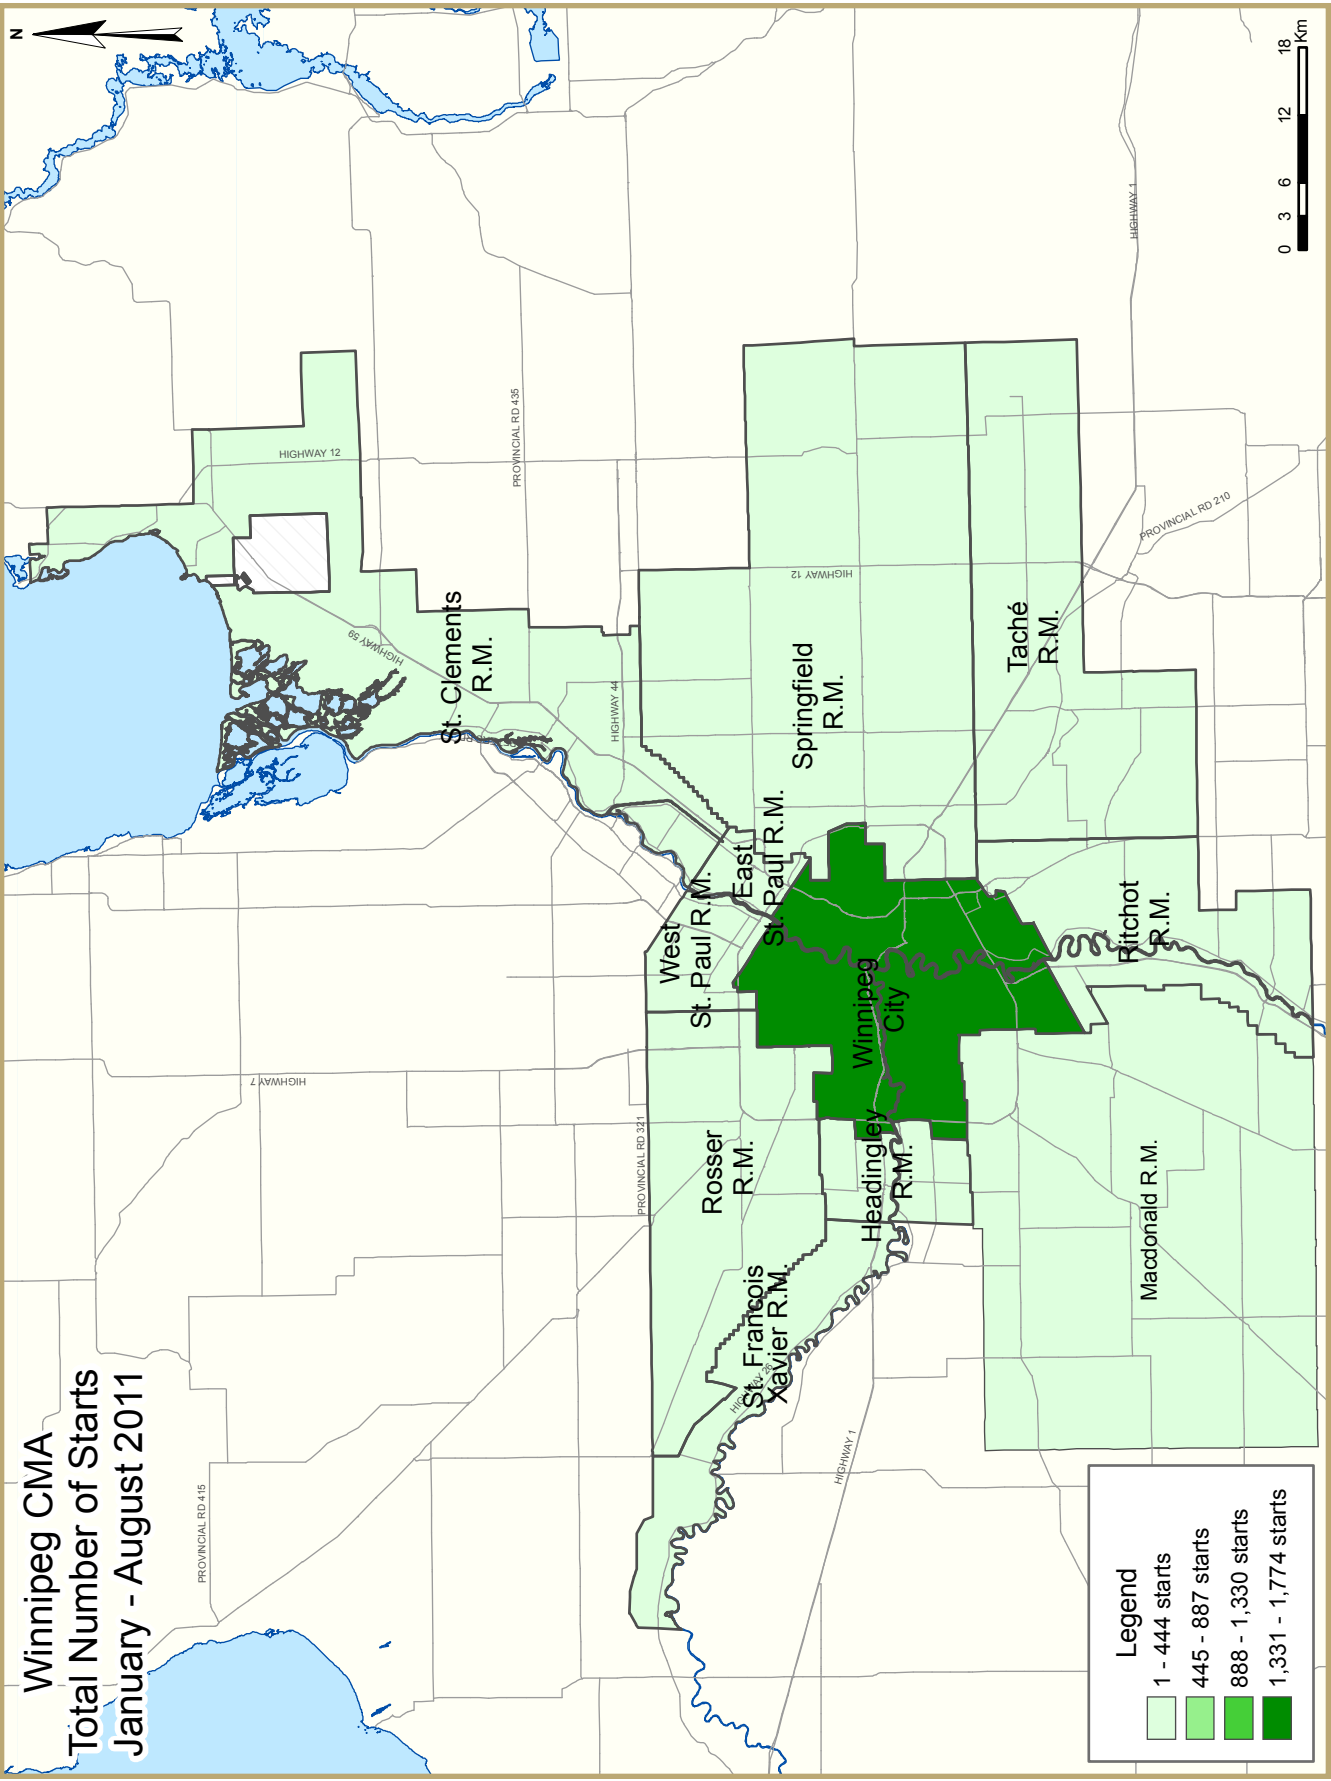 Winnipeg CMA
Total Number of Starts
January - August 2011
N
PROVINCIAL RD 415
HIGHWAY 7
HIGHWAY 12
HIGHWAY 59
PROVINCIAL RD 435
St. Clements
R.M.
HIGHWAY 44
PROVINCIAL RD 321
West
St. Paul R.M.
East
St. Paul R.M.
Rosser
R.M.
St. Francois
Xavier R.M.
HIGHWAY 26
Springfield
R.M.
HIGHWAY 12
Winnipeg
City
Headingley
R.M.
HIGHWAY 1
Taché
R.M.
HIGHWAY 1
PROVINCIAL RD 210
Ritchot
R.M.
Macdonald R.M.
Legend
1 - 444 starts
445 - 887 starts
888 - 1,330 starts
1,331 - 1,774 starts
0 3 6 12 18
Km